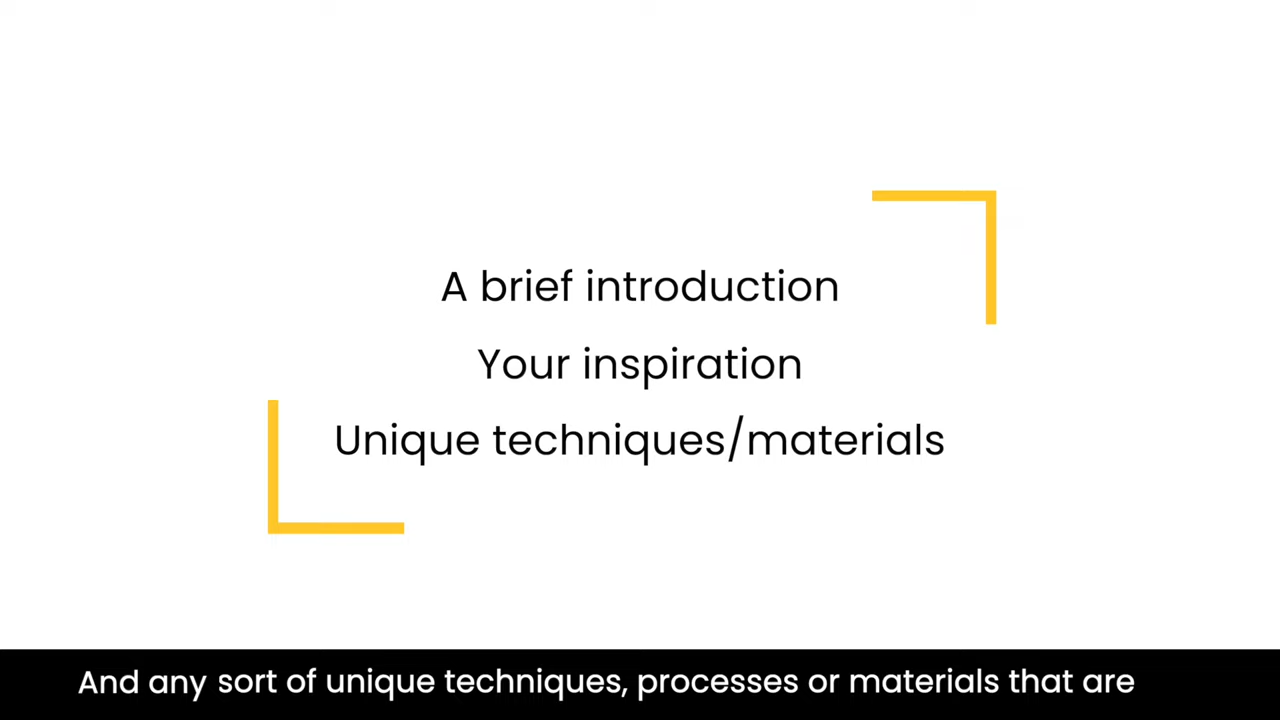 A brief introduction
Your inspiration
Unique techniques/materials
And any sort of unique techniques, processes or materials that are